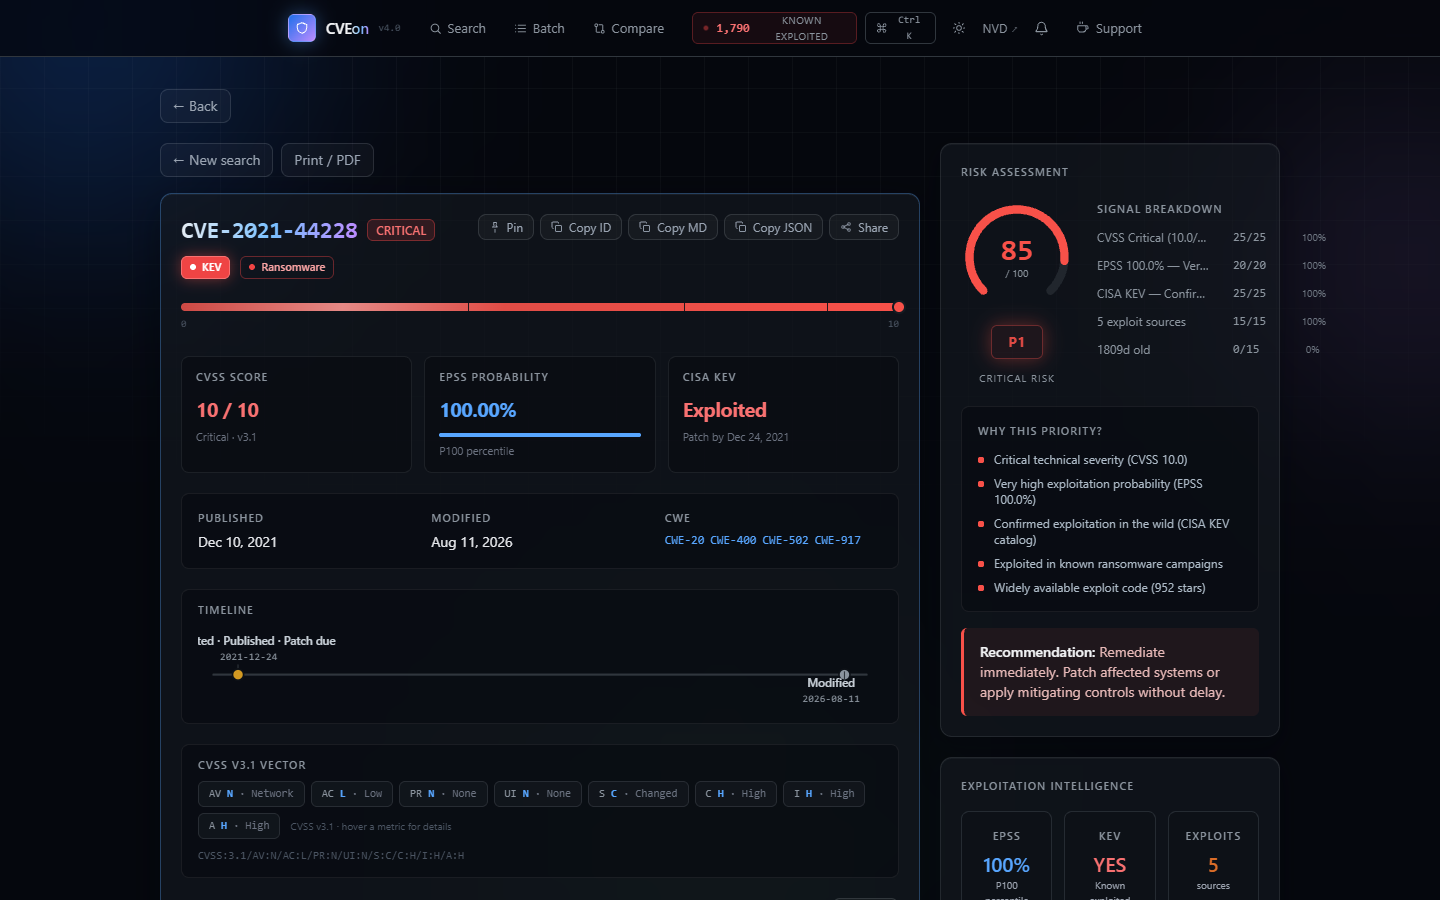 CVEon v4.0
Search
Batch
Compare
1,790 KNOWN EXPLOITED
⌘ Ctrl K
NVD ↗
Support
← Back
← New search
Print / PDF
CVE-2021-44228 CRITICAL
Pin
Copy ID
Copy MD
Copy JSON
Share
KEV
Ransomware
0 10
CVSS SCORE
10 / 10
Critical · v3.1
EPSS PROBABILITY
100.00%
P100 percentile
CISA KEV
Exploited
Patch by Dec 24, 2021
PUBLISHED
Dec 10, 2021
MODIFIED
Aug 11, 2026
CWE
CWE-20 CWE-400 CWE-502 CWE-917
TIMELINE
ted · Published · Patch due
2021-12-24
Modified
2026-08-11
CVSS V3.1 VECTOR
AV N · Network
AC L · Low
PR N · None
UI N · None
S C · Changed
C H · High
I H · High
A H · High
CVSS v3.1 · hover a metric for details
CVSS:3.1/AV:N/AC:L/PR:N/UI:N/S:C/C:H/I:H/A:H
RISK ASSESSMENT
85
/ 100
P1
CRITICAL RISK
SIGNAL BREAKDOWN
CVSS Critical (10.0/... 25/25 100%
EPSS 100.0% — Ver... 20/20 100%
CISA KEV — Confir... 25/25 100%
5 exploit sources 15/15 100%
1809d old 0/15 0%
WHY THIS PRIORITY?
Critical technical severity (CVSS 10.0)
Very high exploitation probability (EPSS
100.0%)
Confirmed exploitation in the wild (CISA KEV
catalog)
Exploited in known ransomware campaigns
Widely available exploit code (952 stars)
Recommendation: Remediate
immediately. Patch affected systems or
apply mitigating controls without delay.
EXPLOITATION INTELLIGENCE
EPSS
100%
P100
percentile
KEV
YES
Known
exploited
EXPLOITS
5
sources